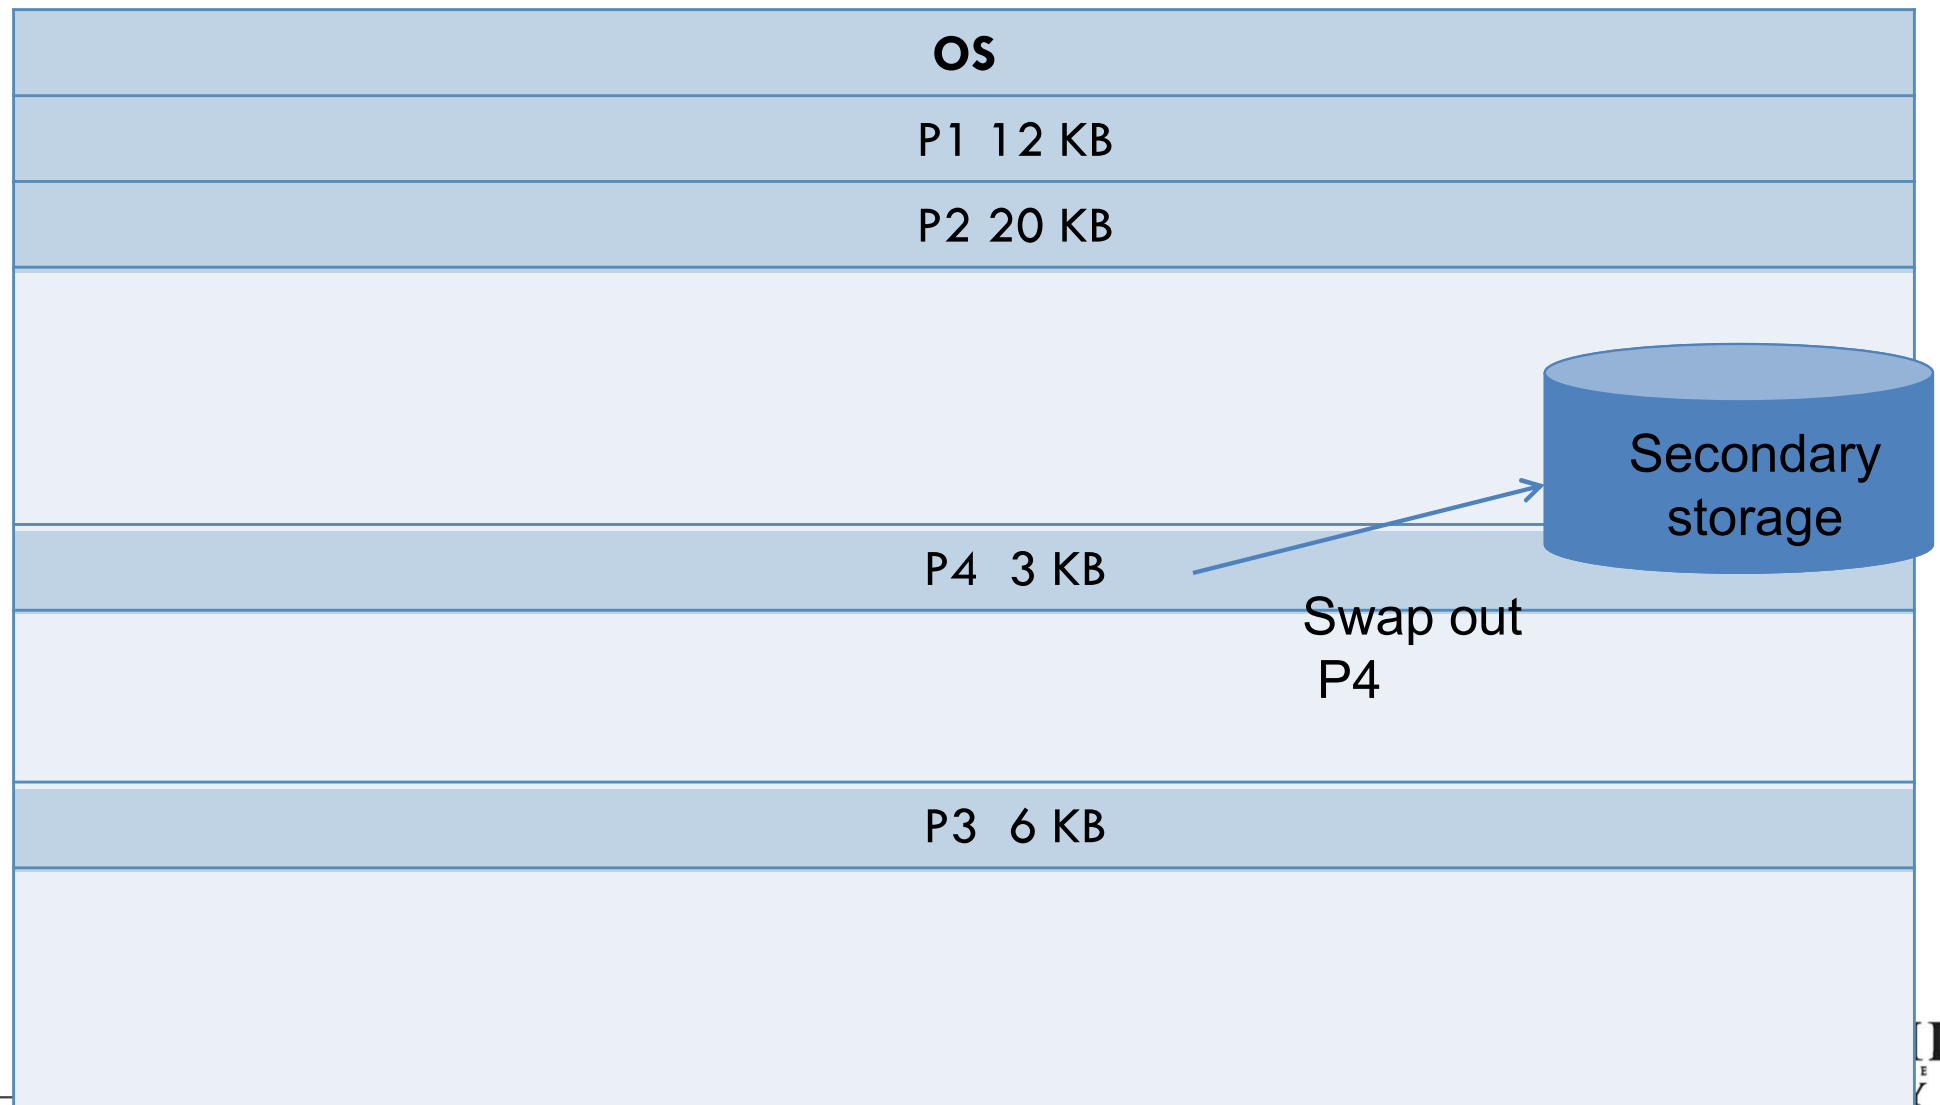 OS
P1 12 KB
P2 20 KB
Secondary
storage
P4 3 KB
Swap out
P4
P3 6 KB
E